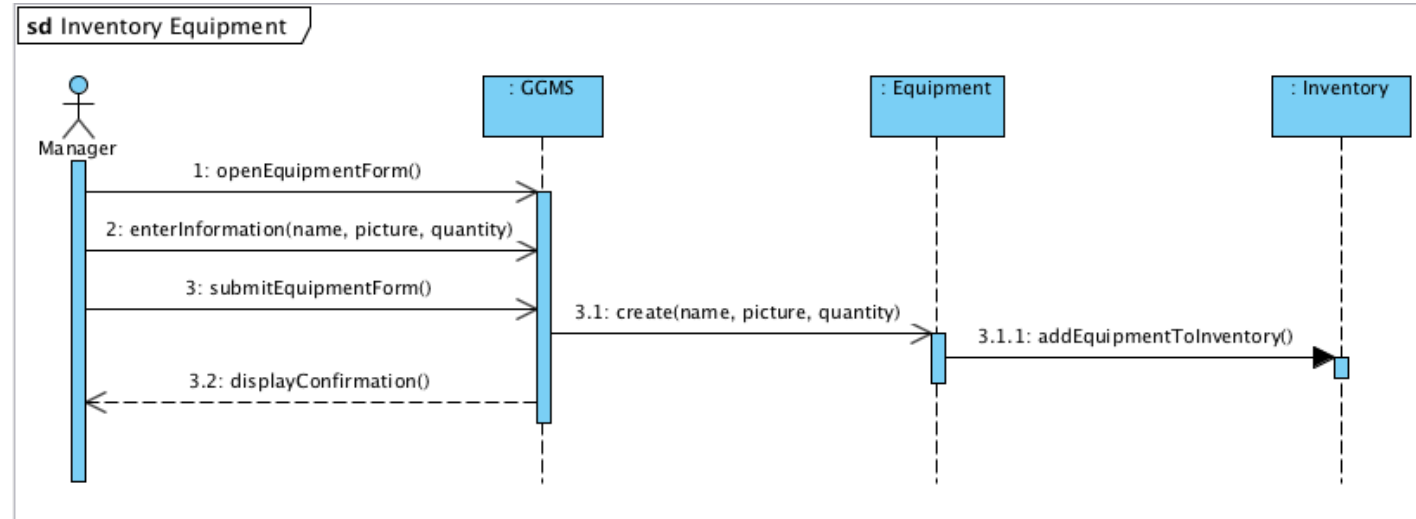 sd Inventory Equipment
: GGMS
: Equipment
: Inventory
Manager
1: openEquipmentForm()
2: enterInformation(name, picture, quantity)
3: submitEquipmentForm()
3.1: create(name, picture, quantity)
3.1.1: addEquipmentToInventory()
3.2: displayConfirmation()